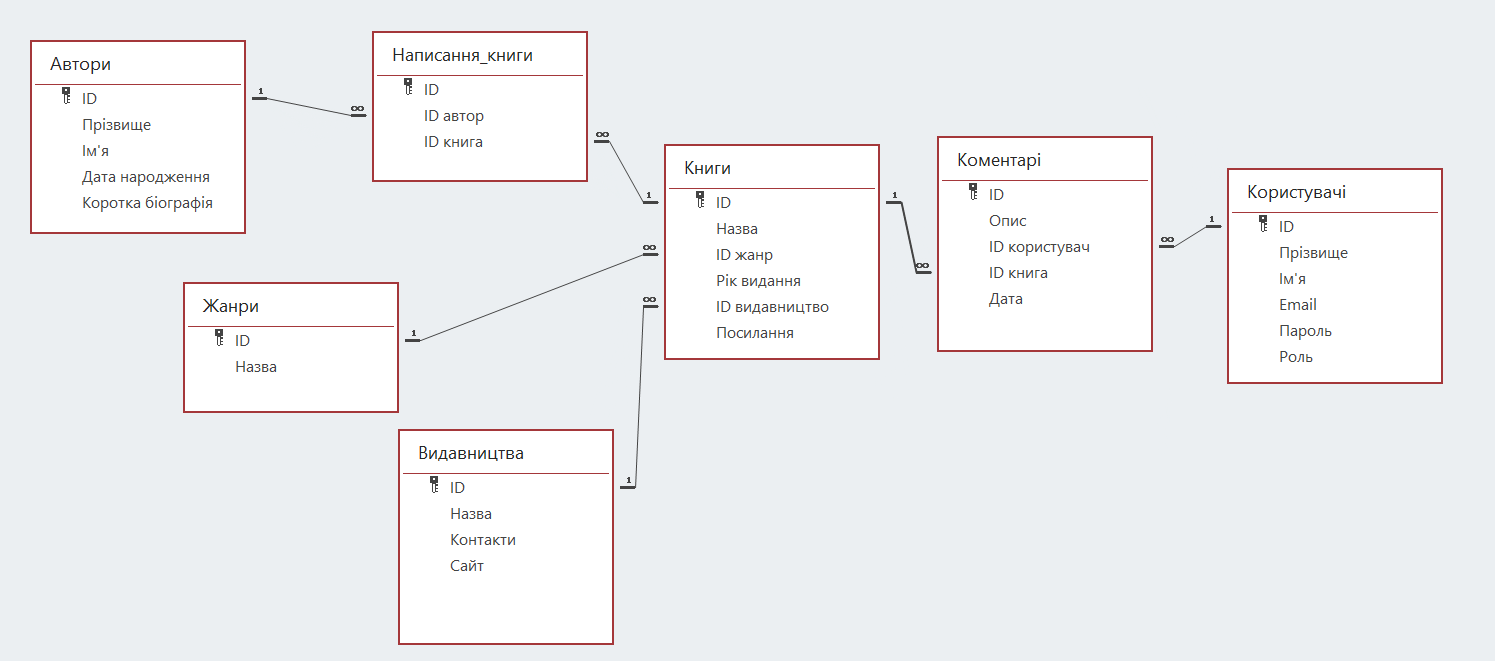 Автори
ID
Прізвище
Ім'я
Дата народження
Коротка біографія
1
∞
Написання_книги
ID
ID автор
ID книга
∞
1
Книги
ID
Назва
ID жанр
Рік видання
ID видавництво
Посилання
∞
∞
1
∞
Коментарі
ID
Опис
ID користувач
ID книга
Дата
∞
1
Користувачі
ID
Прізвище
Ім'я
Email
Пароль
Роль
Жанри
ID
Назва
1
Видавництва
ID
Назва
Контакти
Сайт
1